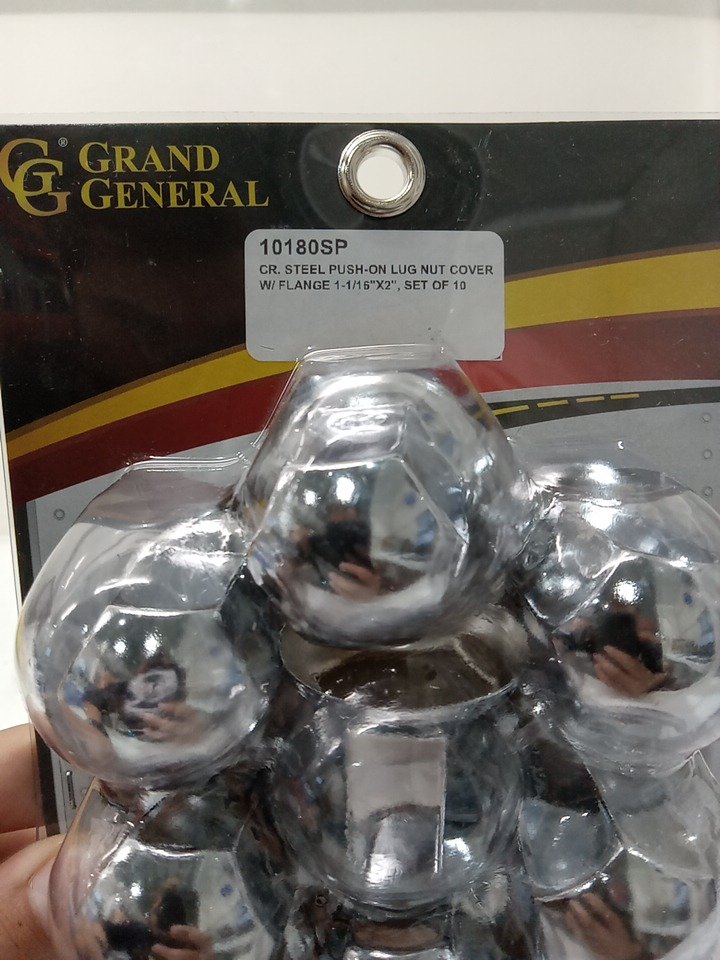 GG® GRAND
GENERAL
10180SP
CR. STEEL PUSH-ON LUG NUT COVER
W/ FLANGE 1-1/16"X2", SET OF 10